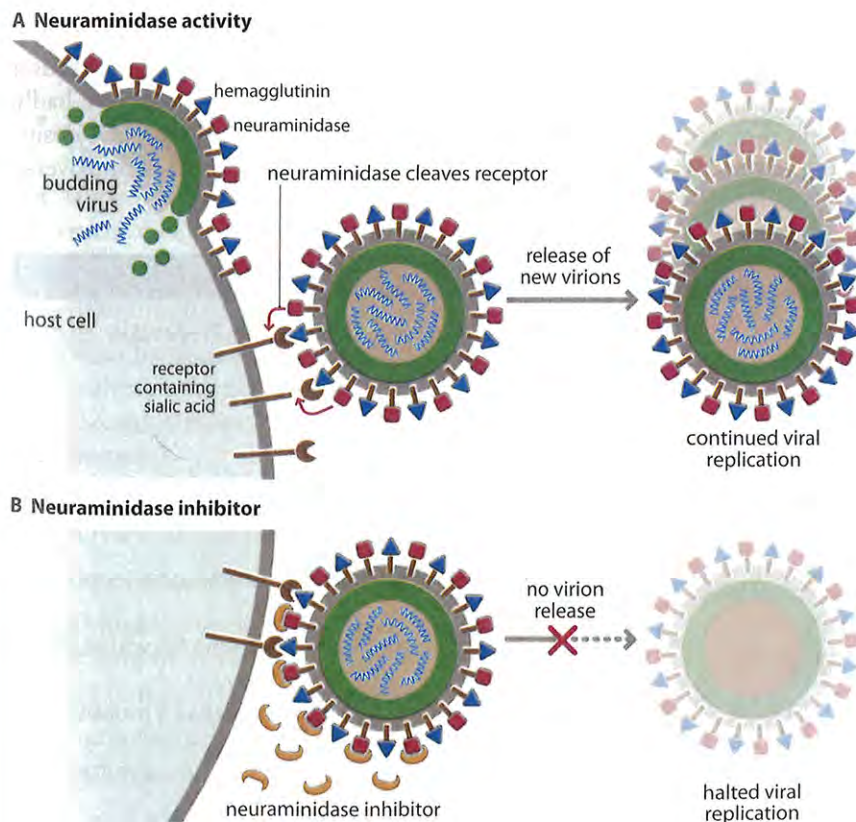 A Neuraminidase activity
hemagglutinin
neuraminidase
budding
virus
neuraminidase cleaves receptor
release of
new virions
host cell
receptor
containing
sialic acid
continued viral
replication
B Neuraminidase inhibitor
no virion
release
neuraminidase inhibitor
halted viral
replication